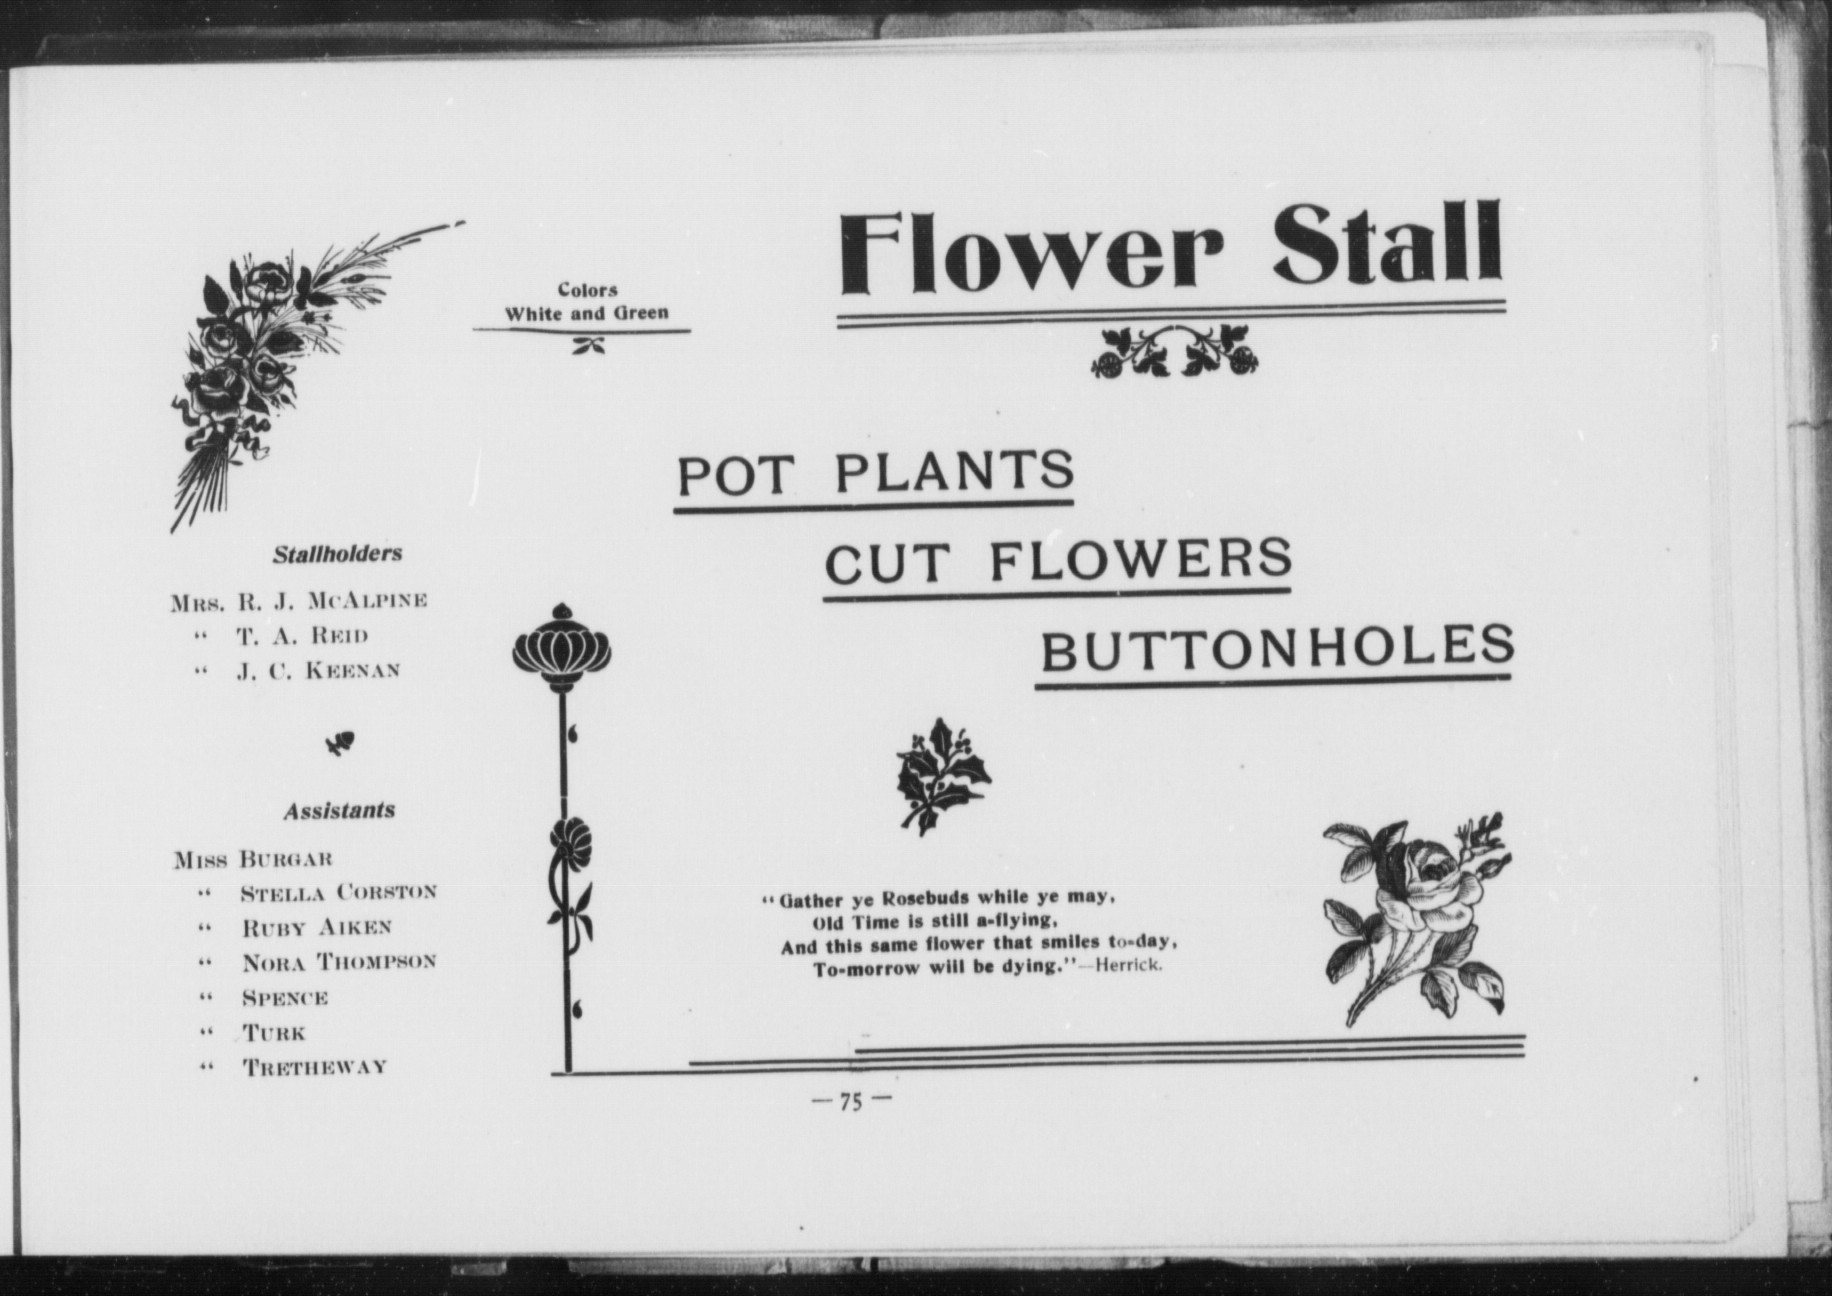 Flower Stall
Colors
White and Green
POT PLANTS
CUT FLOWERS
BUTTONHOLES
Stallholders
MRS. R. J. MCALPINE
“ T. A. REID
“ J. C. KEENAN
Assistants
MISS BURGAR
“ STELLA CORSTON
“ RUBY AIKEN
“ NORA THOMPSON
“ SPENCE
“ TURK
“ TRETHEWAY
“Gather ye Rosebuds while ye may,
Old Time is still a-flying,
And this same flower that smiles to-day,
To-morrow will be dying.”—Herrick.
— 75 —